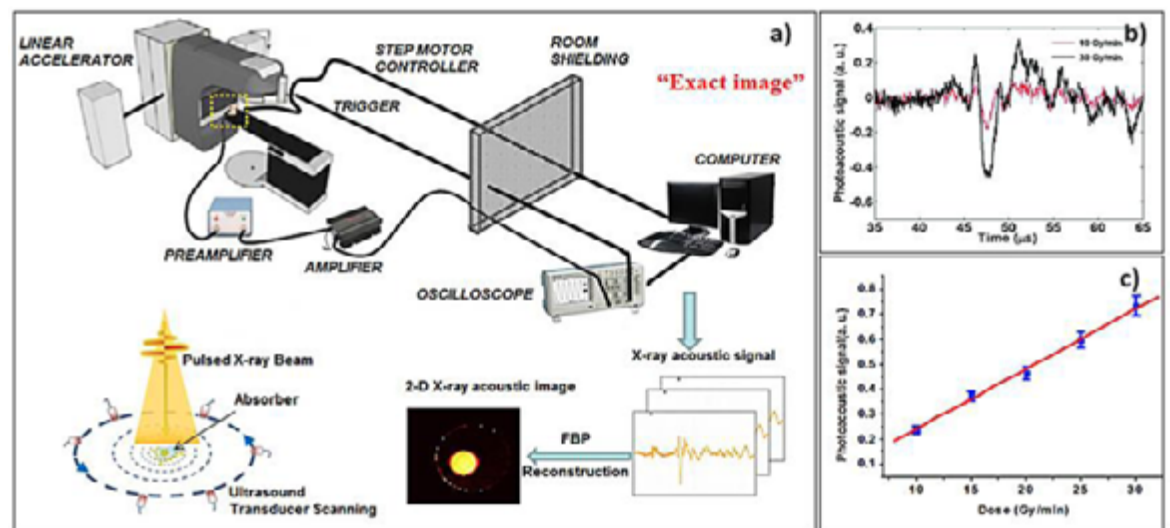 a)
LINEAR
ACCELERATOR
STEP MOTOR
CONTROLLER
ROOM
SHIELDING
"Exact image"
TRIGGER
COMPUTER
PREAMPLIFIER
AMPLIFIER
OSCILLOSCOPE
Pulsed X-ray Beam
Absorber
Ultrasound
Transducer Scanning
X-ray acoustic signal
2-D X-ray acoustic image
FBP
Reconstruction
b)
10 Gy/min
30 Gy/min
Photoacoustic signal (a. u.)
0.4
0.2
0
-0.2
-0.4
-0.6
35 40 45 50 55 60 65
Time (µs)
c)
Photoacoustic signal(a. u.)
0.8
0.7
0.6
0.5
0.4
0.3
0.2
0.1
10 15 20 25 30
Dose (Gy/min)